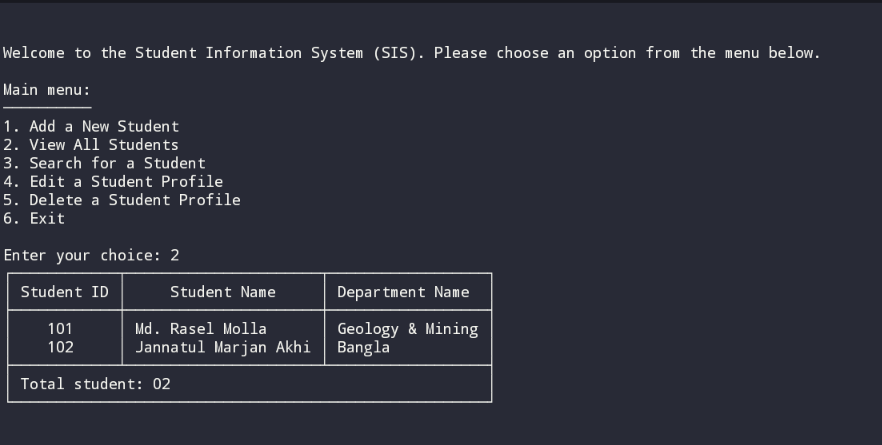 Welcome to the Student Information System (SIS). Please choose an option from the menu below.
Main menu:
1. Add a New Student
2. View All Students
3. Search for a Student
4. Edit a Student Profile
5. Delete a Student Profile
6. Exit
Enter your choice: 2
Student ID Student Name Department Name
101 Md. Rasel Molla Geology & Mining
102 Jannatul Marjan Akhi Bangla
Total student: 02